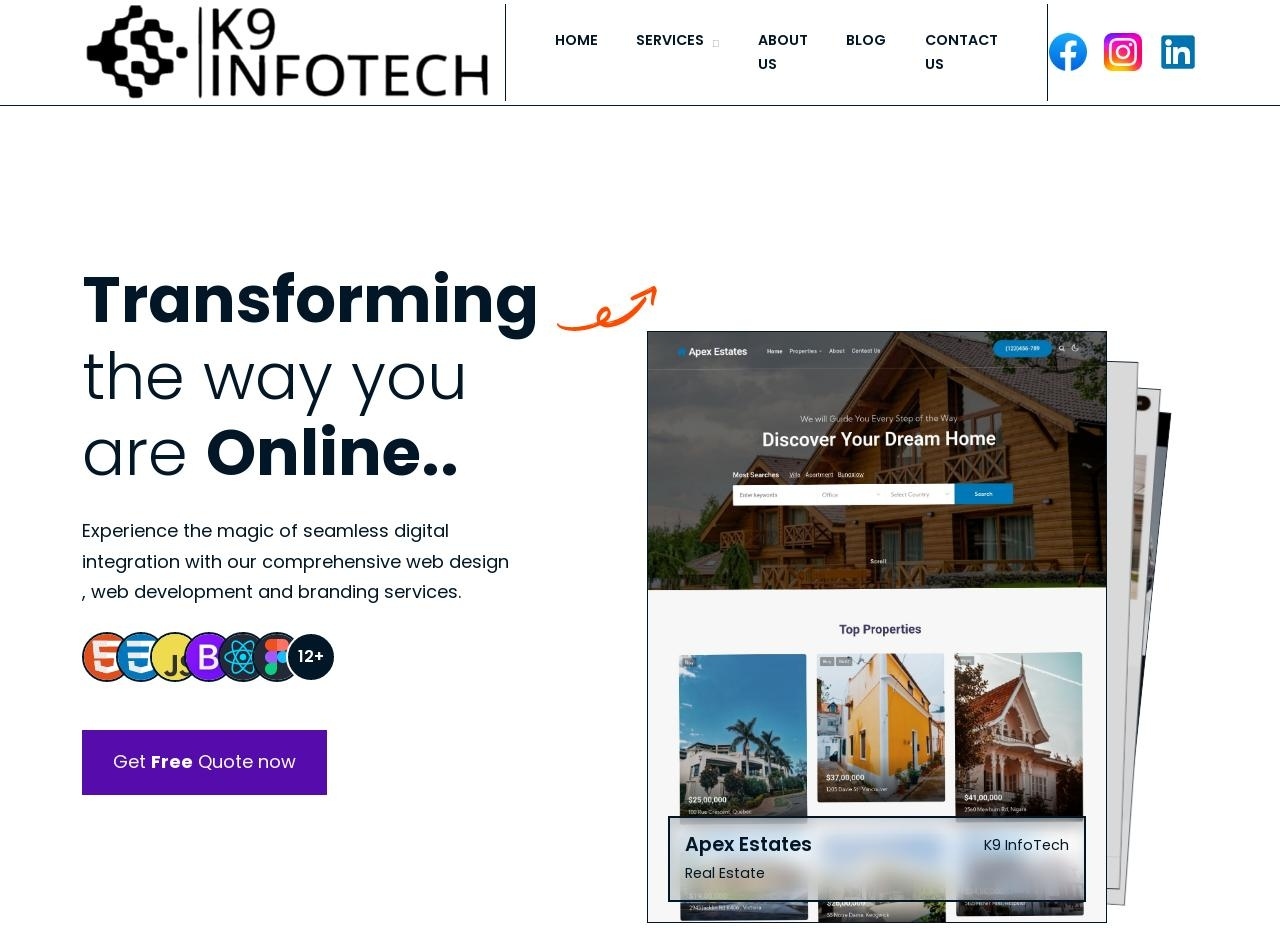 K9
INFOTECH
HOME
SERVICES
ABOUT
US
BLOG
CONTACT
US
Transforming
the way you
are Online..
Experience the magic of seamless digital
integration with our comprehensive web design
, web development and branding services.
JS
B
12+
Get Free Quote now
Apex Estates
Home Properties About Contact Us
(122)456-789
We will Guide You Every Step of the Way
Discover Your Dream Home
Most Searches Villa Apartment Bungalow
Enter keywords Office Select Country Search
Scroll
Top Properties
$25,00,000
100 Rue Crescent, Quebec
$37,00,000
1205 Davie St, Vancouver
$41,00,000
Apex Estates
K9 InfoTech
Real Estate